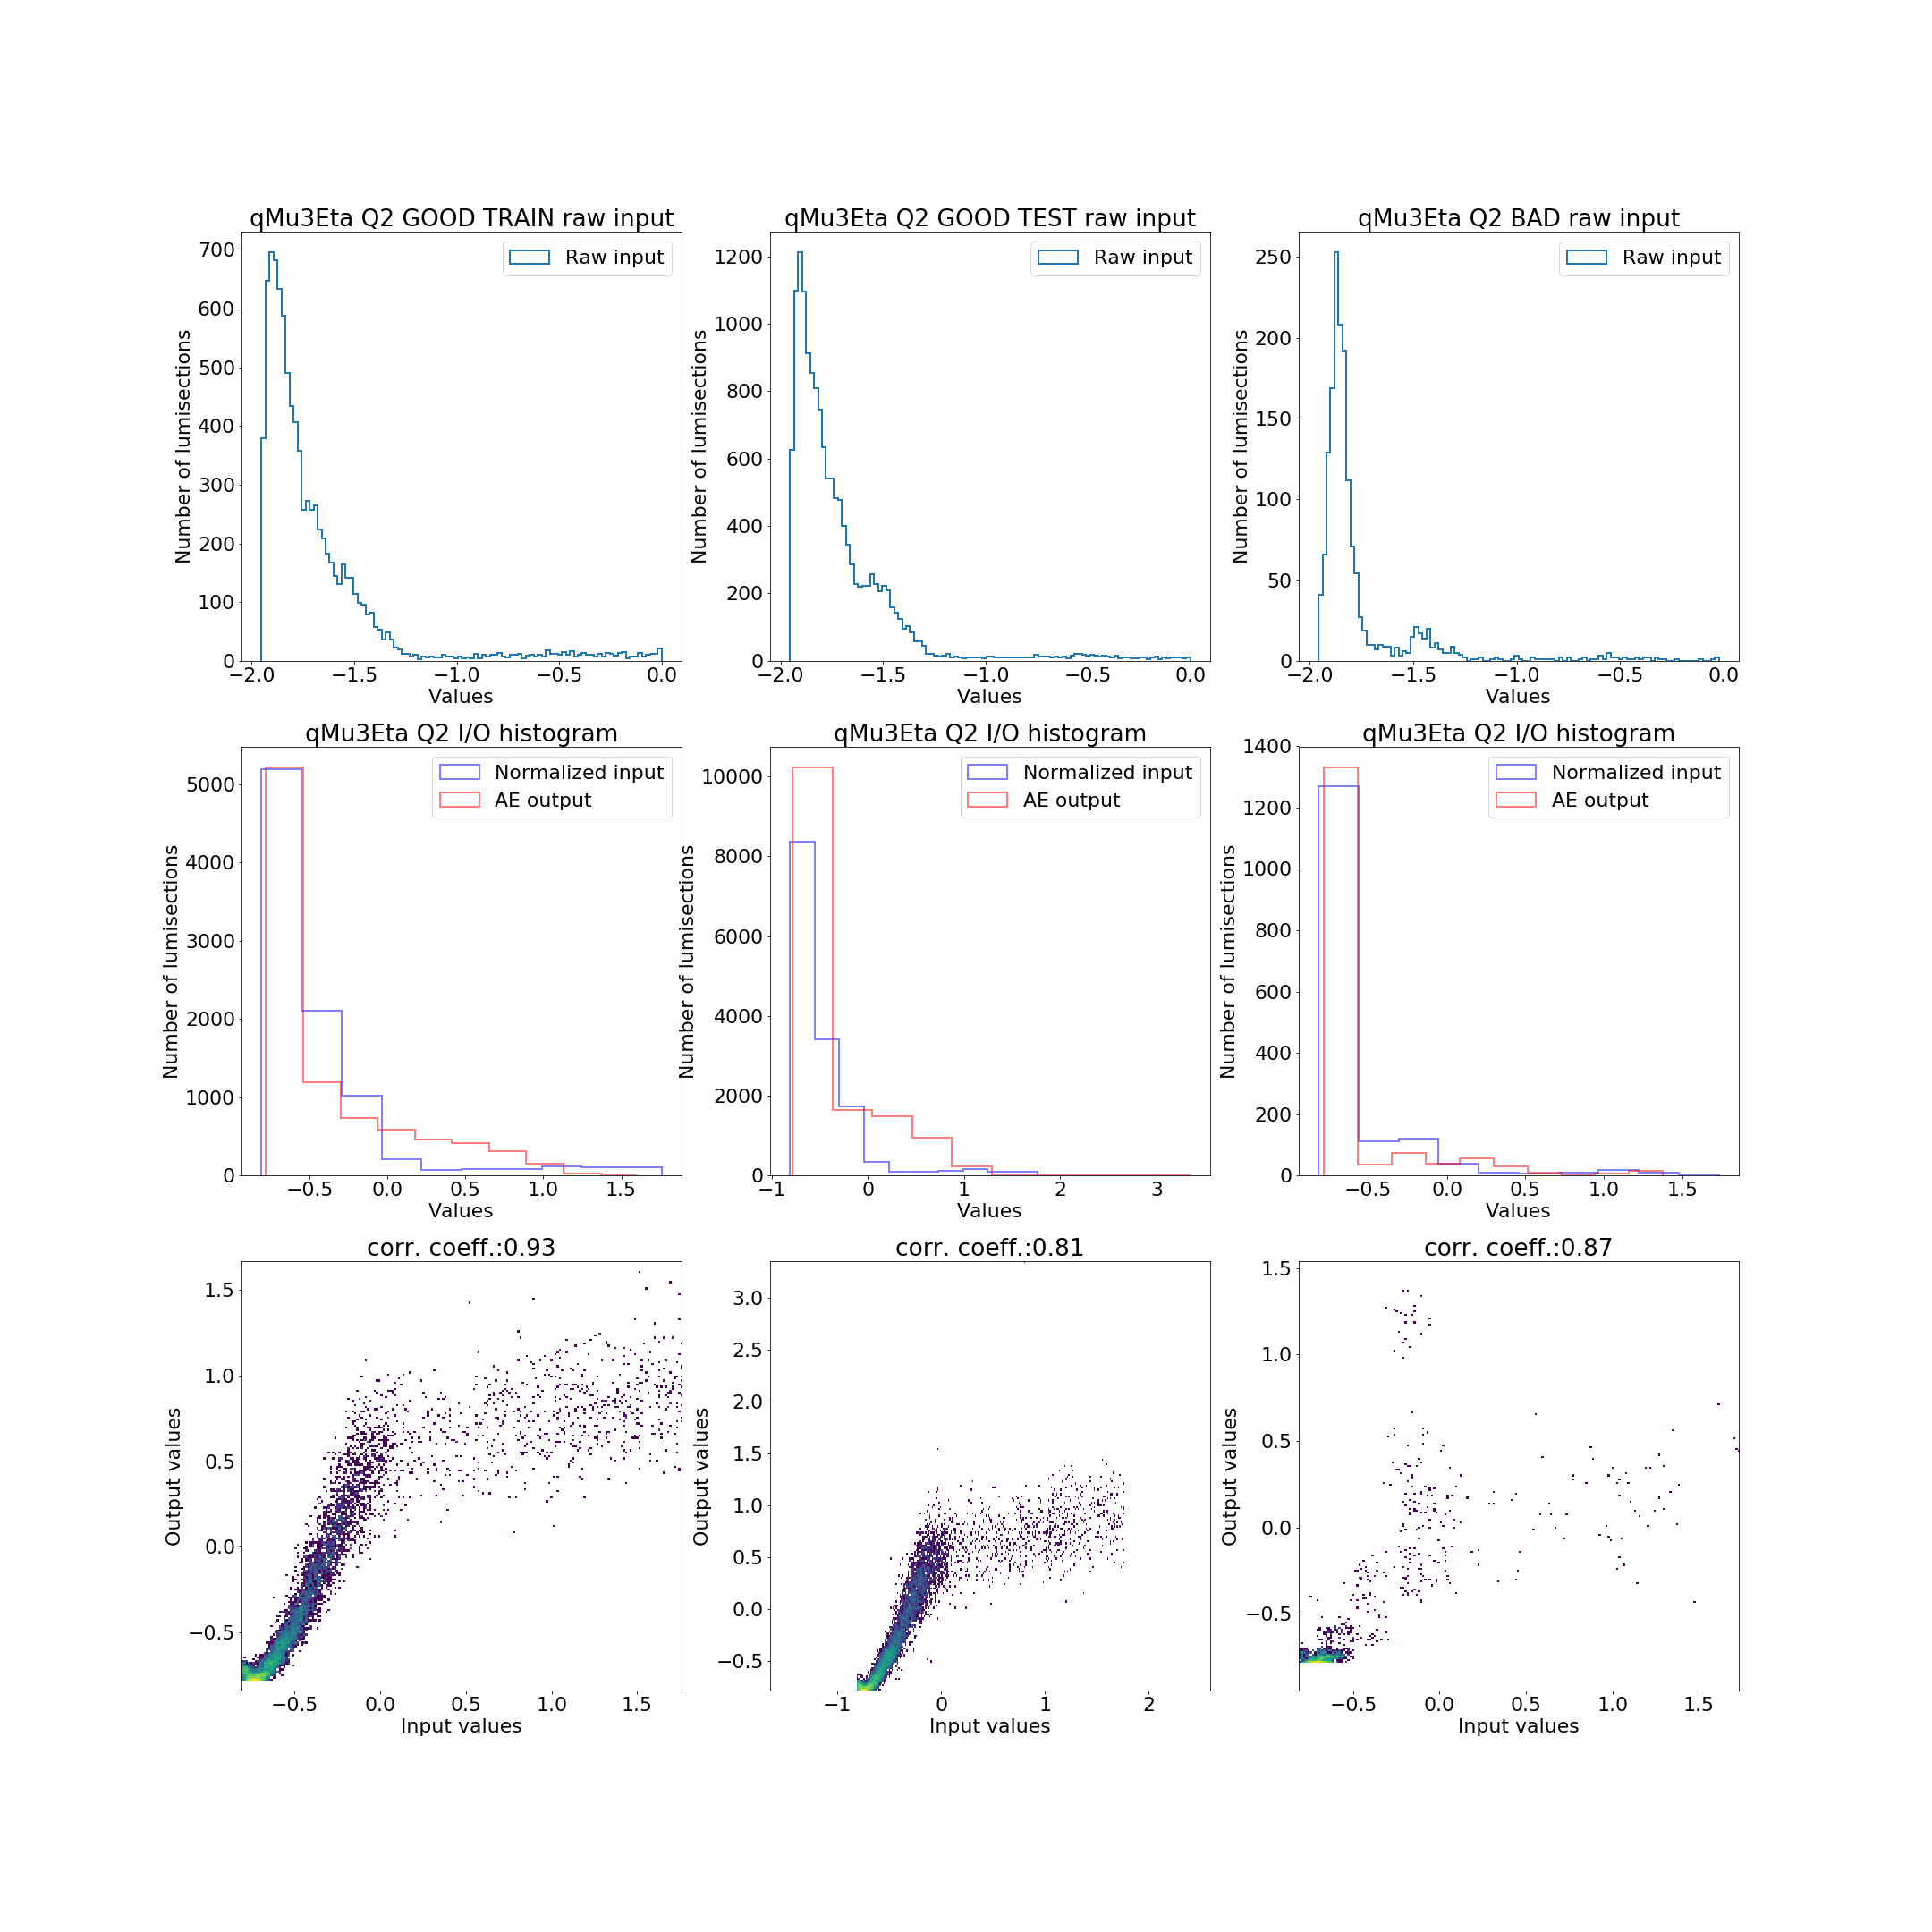 qMu3Eta Q2 GOOD TRAIN raw input
Raw input
Number of lumisections
700
600
500
400
300
200
100
0
−2.0 −1.5 −1.0 −0.5 0.0
Values
qMu3Eta Q2 GOOD TEST raw input
Raw input
Number of lumisections
1200
1000
800
600
400
200
0
−2.0 −1.5 −1.0 −0.5 0.0
Values
qMu3Eta Q2 BAD raw input
Raw input
Number of lumisections
250
200
150
100
50
0
−2.0 −1.5 −1.0 −0.5 0.0
Values
qMu3Eta Q2 I/O histogram
Normalized input
AE output
Number of lumisections
5000
4000
3000
2000
1000
0
−0.5 0.0 0.5 1.0 1.5
Values
qMu3Eta Q2 I/O histogram
Normalized input
AE output
Number of lumisections
10000
8000
6000
4000
2000
0
−1 0 1 2 3
Values
qMu3Eta Q2 I/O histogram
Normalized input
AE output
Number of lumisections
1400
1200
1000
800
600
400
200
0
−0.5 0.0 0.5 1.0 1.5
Values
corr. coeff.:0.93
Output values
1.5
1.0
0.5
0.0
−0.5
−0.5 0.0 0.5 1.0 1.5
Input values
corr. coeff.:0.81
Output values
3.0
2.5
2.0
1.5
1.0
0.5
0.0
−0.5
−1 0 1 2
Input values
corr. coeff.:0.87
Output values
1.5
1.0
0.5
0.0
−0.5
−0.5 0.0 0.5 1.0 1.5
Input values